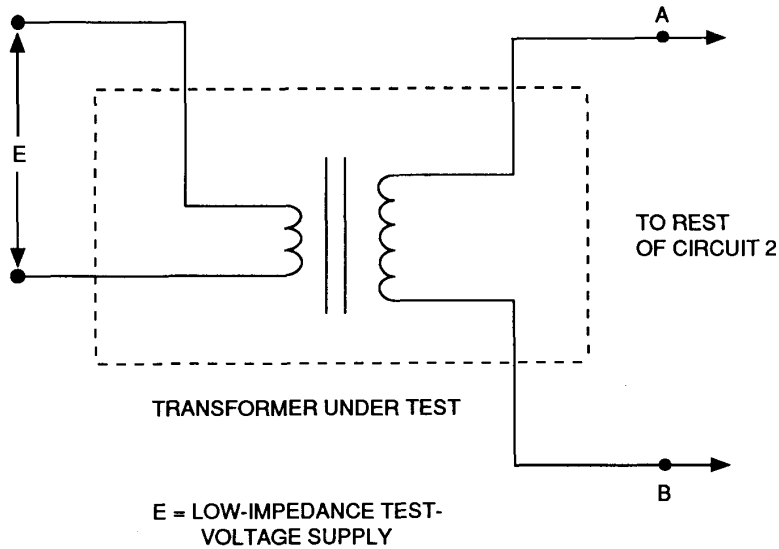 A
E
TO REST
OF CIRCUIT 2
TRANSFORMER UNDER TEST
B
E = LOW-IMPEDANCE TEST-
VOLTAGE SUPPLY